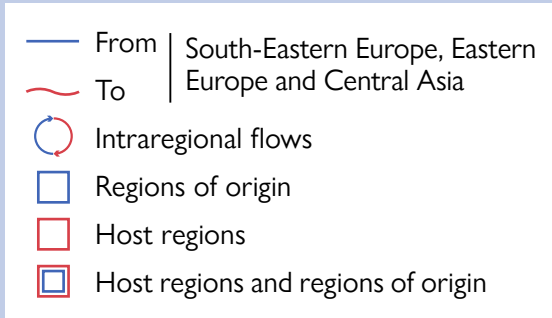 From
To
South-Eastern Europe, Eastern
Europe and Central Asia
Intraregional flows
Regions of origin
Host regions
Host regions and regions of origin